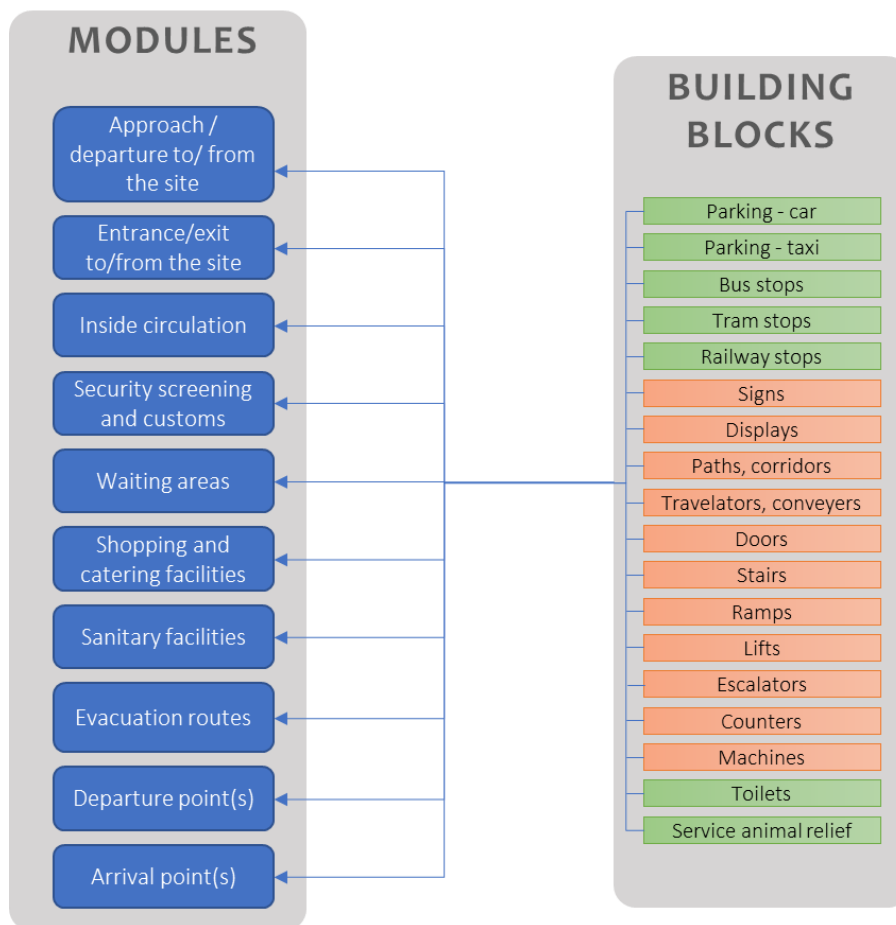 MODULES
Approach /
departure to/ from
the site
Entrance/exit
to/from the site
Inside circulation
Security screening
and customs
Waiting areas
Shopping and
catering facilities
Sanitary facilities
Evacuation routes
Departure point(s)
Arrival point(s)
BUILDING
BLOCKS
Parking - car
Parking - taxi
Bus stops
Tram stops
Railway stops
Signs
Displays
Paths, corridors
Travelators, conveyers
Doors
Stairs
Ramps
Lifts
Escalators
Counters
Machines
Toilets
Service animal relief